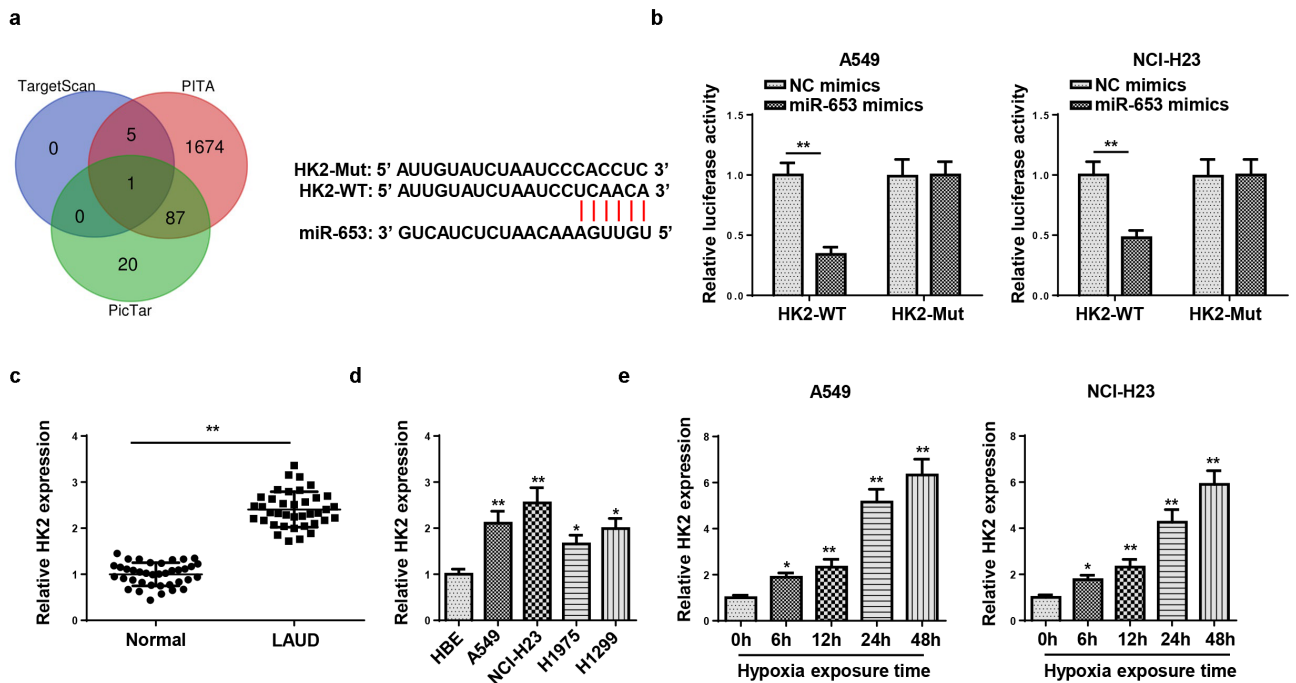 a
TargetScan
PITA
0
5
1674
1
0
87
20
PicTar
HK2-Mut: 5’ AUUGUAUCUAAUCCCACCUC 3’
HK2-WT: 5’ AUUGUAUCUAAUCCUCAACA 3’
miR-653: 3’ GUCAUCUCUAACAAAGUUGU 5’
b
A549
NC mimics
miR-653 mimics
Relative luciferase activity
1.5
1.0
0.5
0.0
**
HK2-WT
HK2-Mut
NCI-H23
NC mimics
miR-653 mimics
Relative luciferase activity
1.5
1.0
0.5
0.0
**
HK2-WT
HK2-Mut
c
Relative HK2 expression
4
3
2
1
0
**
Normal
LAUD
d
Relative HK2 expression
4
3
2
1
0
**
**
*
*
HBE
A549
NCI-H23
H1975
H1299
e
A549
Relative HK2 expression
8
6
4
2
0
*
**
**
**
0h
6h
12h
24h
48h
Hypoxia exposure time
NCI-H23
Relative HK2 expression
8
6
4
2
0
*
**
**
**
0h
6h
12h
24h
48h
Hypoxia exposure time